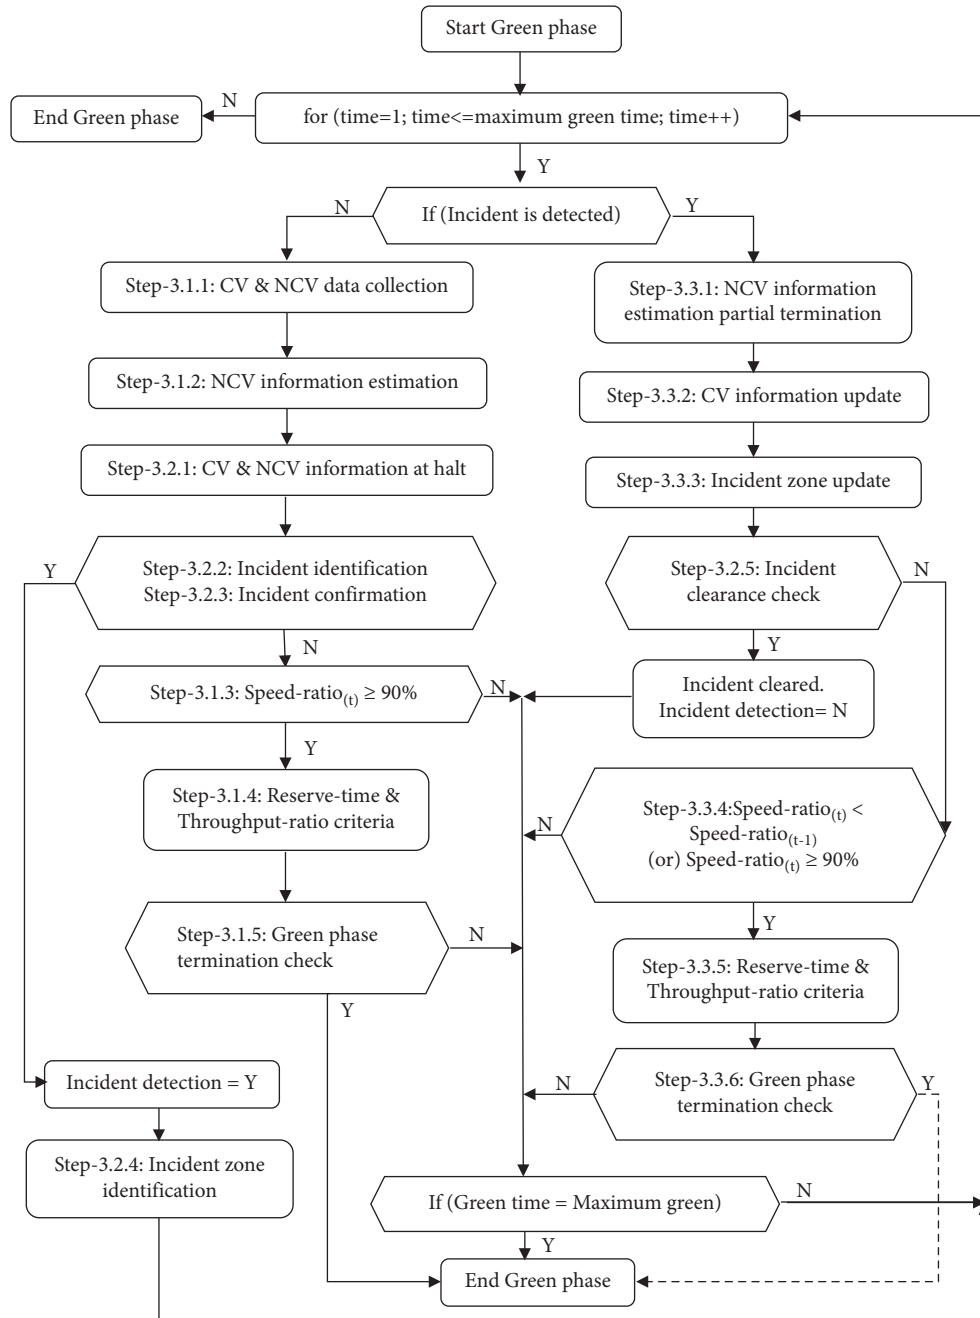 Start Green phase
End Green phase
N
for (time=1; time<=maximum green time; time++)
Y
N
If (Incident is detected)
Y
Step-3.1.1: CV & NCV data collection
Step-3.3.1: NCV information
estimation partial termination
Step-3.1.2: NCV information estimation
Step-3.3.2: CV information update
Step-3.2.1: CV & NCV information at halt
Step-3.3.3: Incident zone update
Y
Step-3.2.2: Incident identification
Step-3.2.3: Incident confirmation
Step-3.2.5: Incident
clearance check
N
N
Y
Step-3.1.3: Speed-ratio(t) ≥ 90%
N
Incident cleared.
Incident detection= N
Y
Step-3.1.4: Reserve-time &
Throughput-ratio criteria
N
Step-3.3.4:Speed-ratio(t) <
Speed-ratio(t-1)
(or) Speed-ratio(t) ≥ 90%
Y
Step-3.1.5: Green phase
termination check
N
Y
Step-3.3.5: Reserve-time &
Throughput-ratio criteria
Incident detection = Y
N
Step-3.3.6: Green phase
termination check
Y
Step-3.2.4: Incident zone
identification
If (Green time = Maximum green)
N
Y
End Green phase